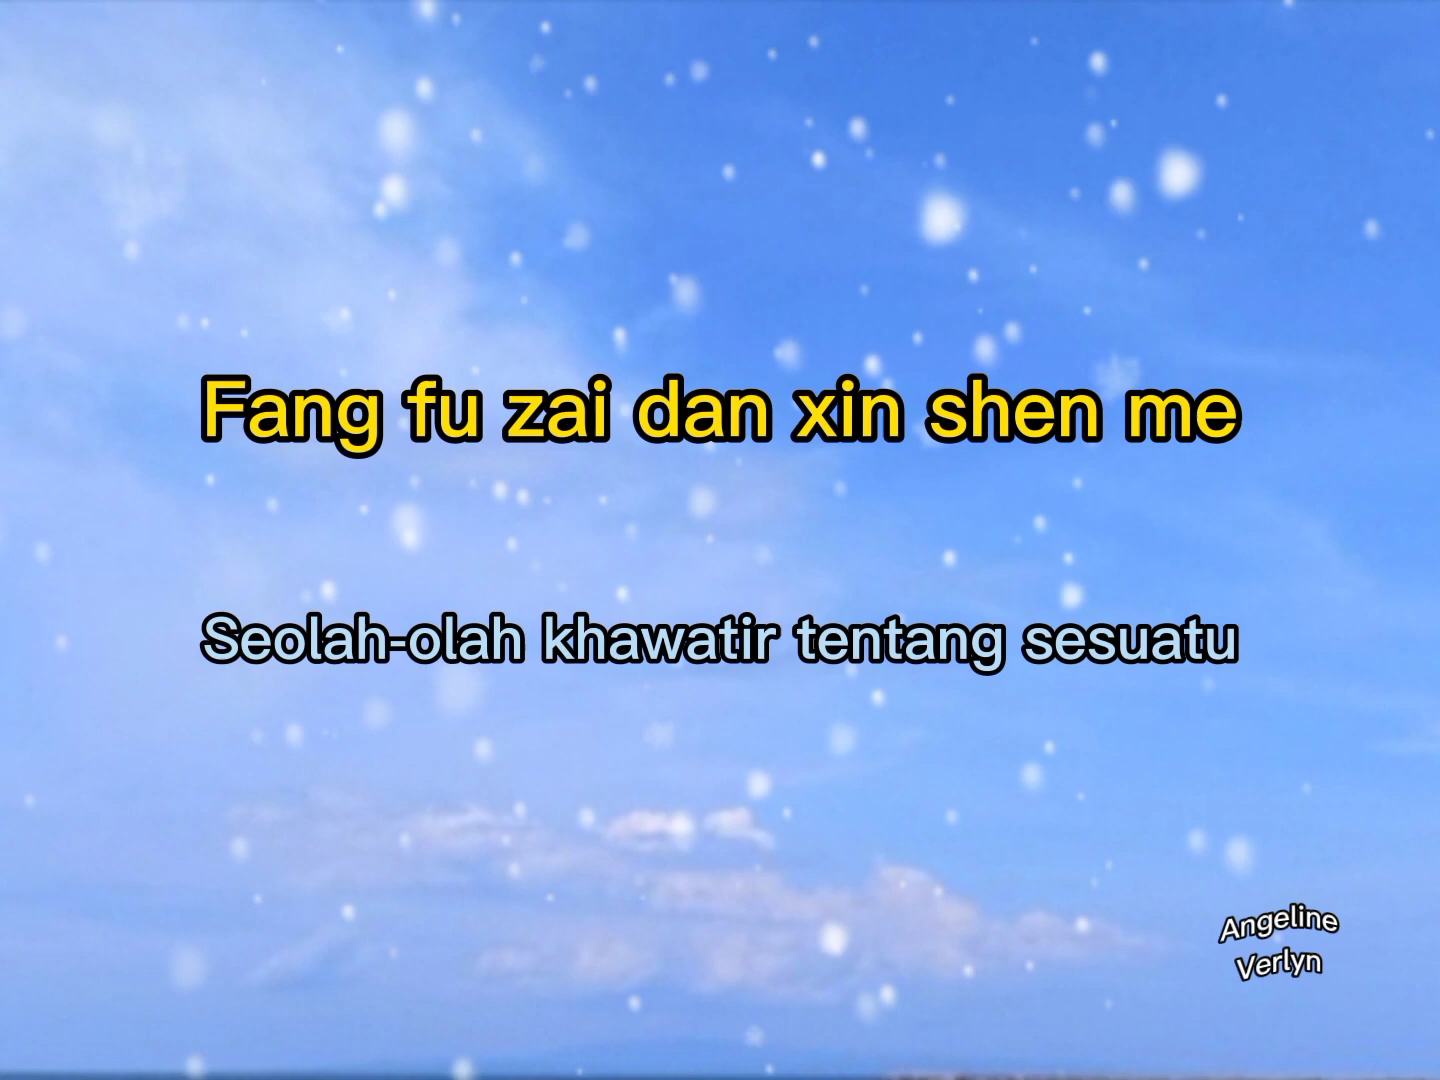 Fang fu zai dan xin shen me
Seolah-olah khawatir tentang sesuatu
Angeline
Verlyn